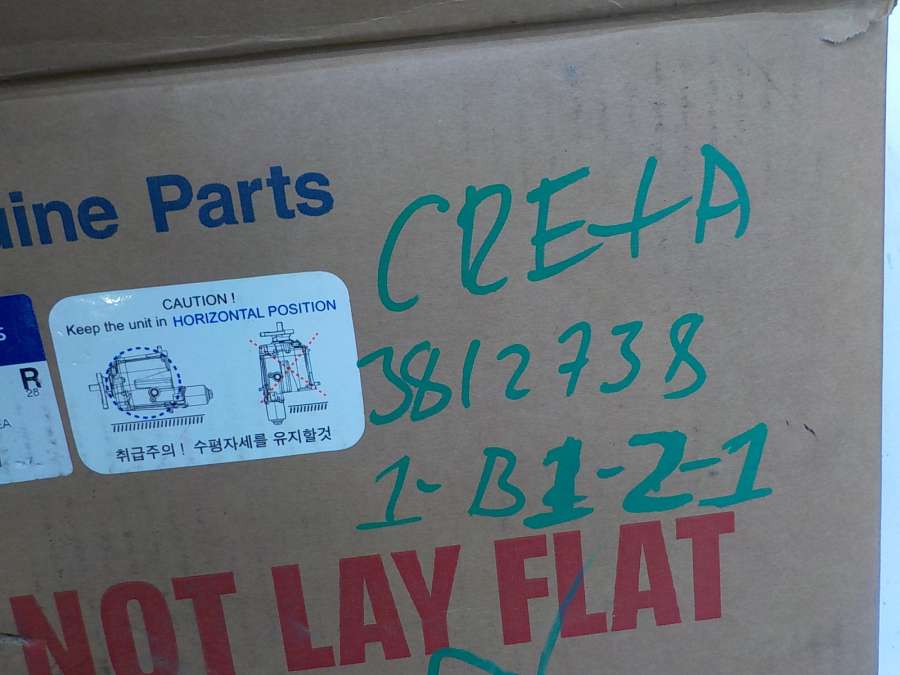 Parts
CAUTION !
Keep the unit in HORIZONTAL POSITION
취급주의 ! 수평자세를 유지할것
R
28
CRETA
3812738
1-B1-2-1
NOT LAY FLAT